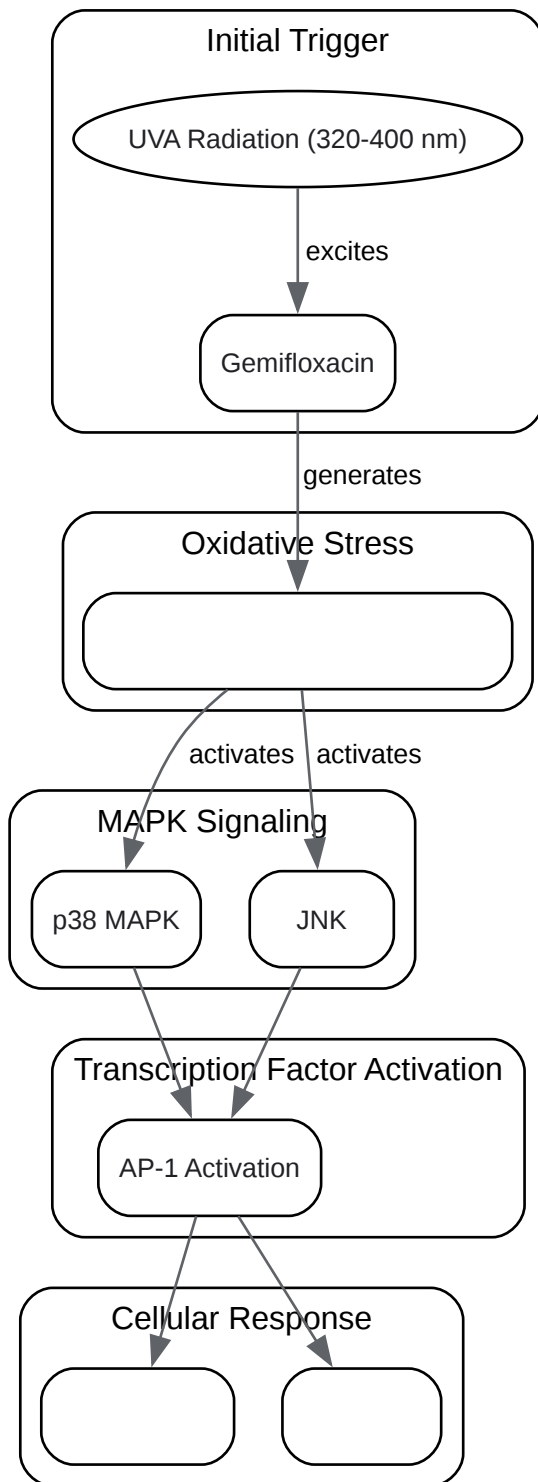 Initial Trigger
UVA Radiation (320-400 nm)
excites
Gemifloxacin
generates
Oxidative Stress
activates
activates
MAPK Signaling
p38 MAPK
JNK
Transcription Factor Activation
AP-1 Activation
Cellular Response